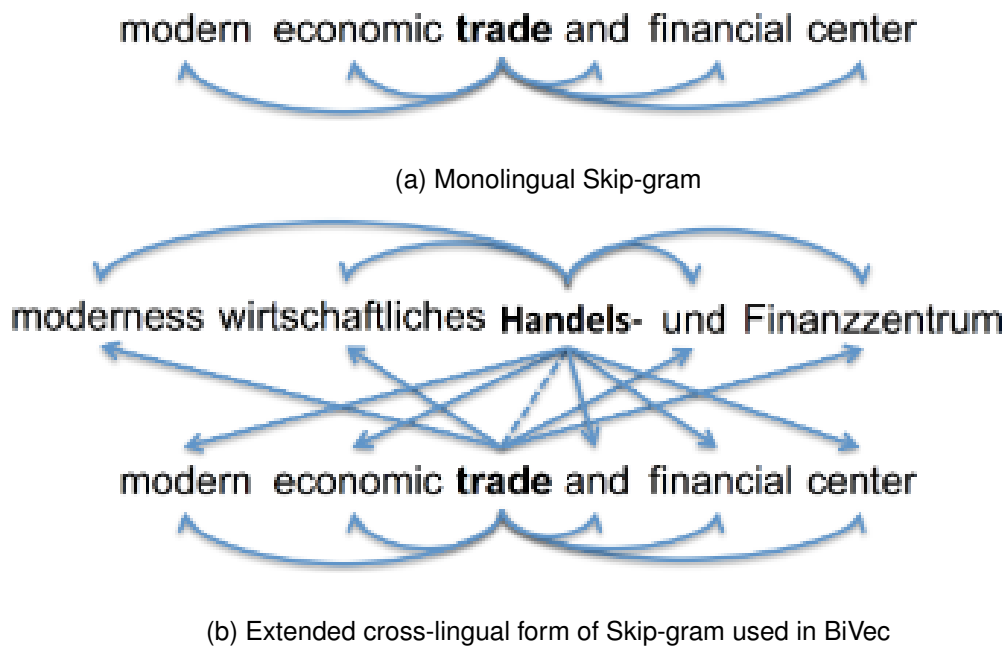 modern economic trade and financial center
(a) Monolingual Skip-gram
moderness wirtschaftliches Handels- und Finanzzentrum
modern economic trade and financial center
(b) Extended cross-lingual form of Skip-gram used in BiVec